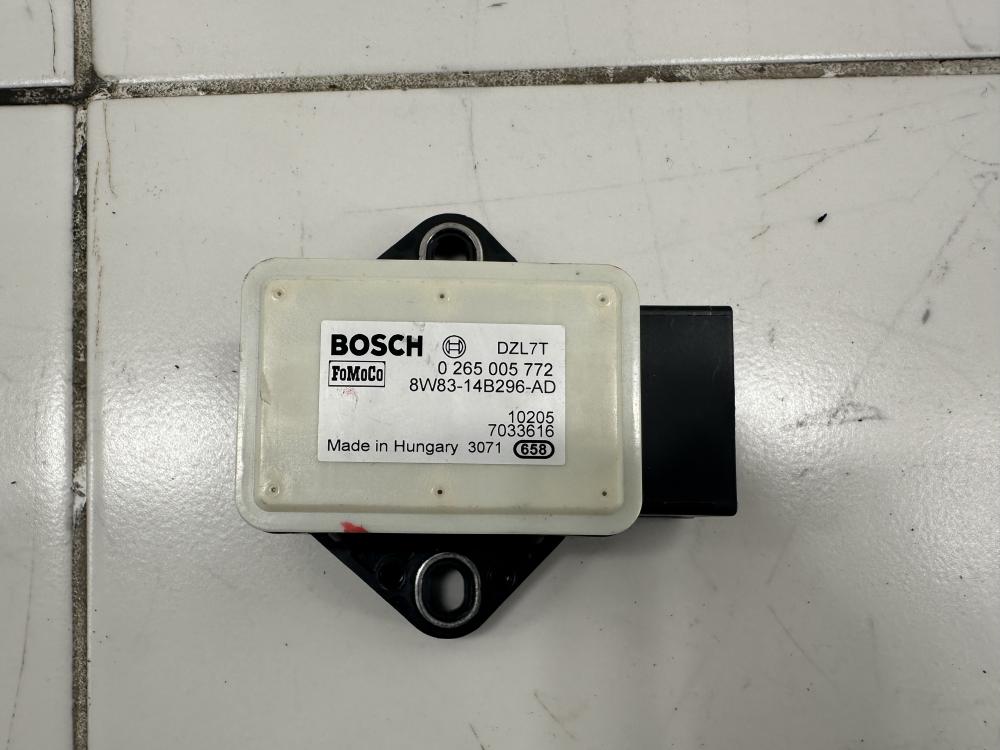 BOSCH DZL7T
FoMoCo 0 265 005 772
8W83-14B296-AD
10205
7033616
Made in Hungary 3071 658